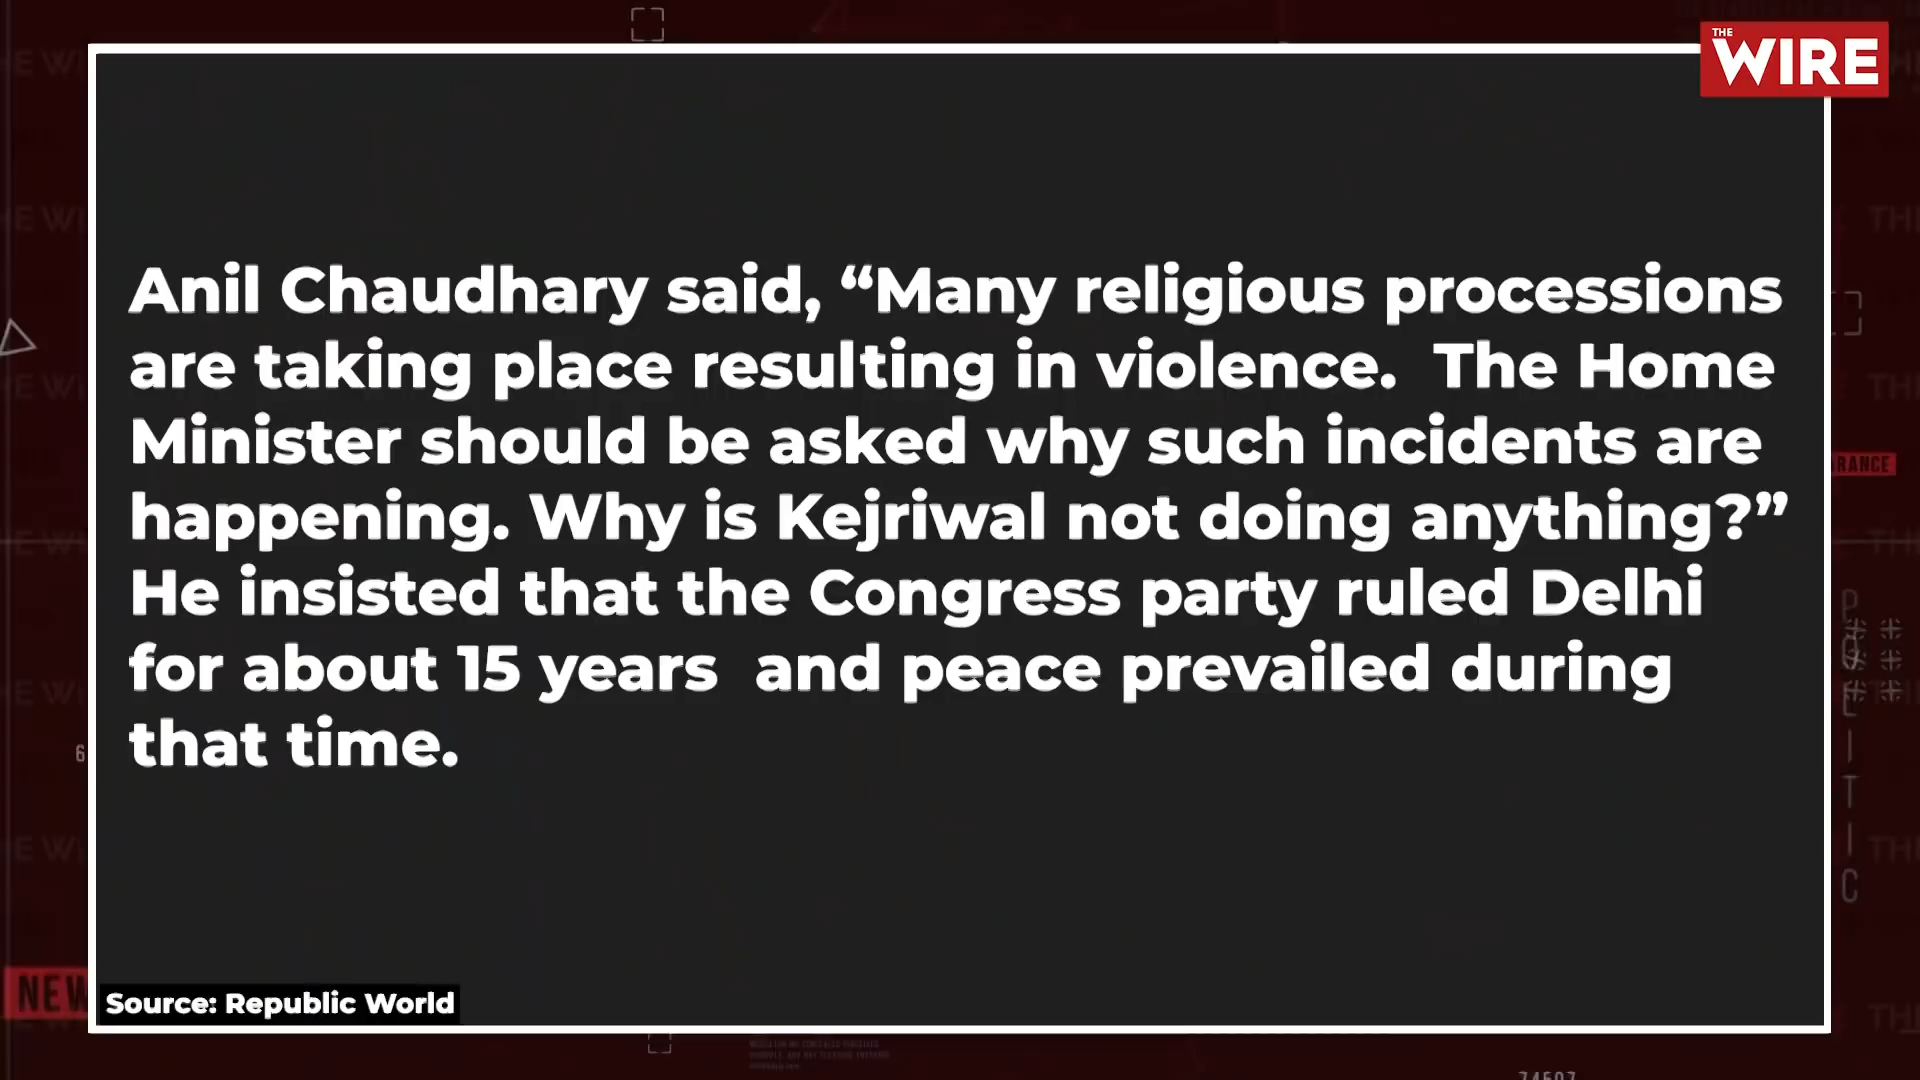 THE
WIRE
Anil Chaudhary said, “Many religious processions
are taking place resulting in violence.  The Home
Minister should be asked why such incidents are
happening. Why is Kejriwal not doing anything?”
He insisted that the Congress party ruled Delhi
for about 15 years  and peace prevailed during
that time.
Source: Republic World
NEW
RANCE
POLITIC